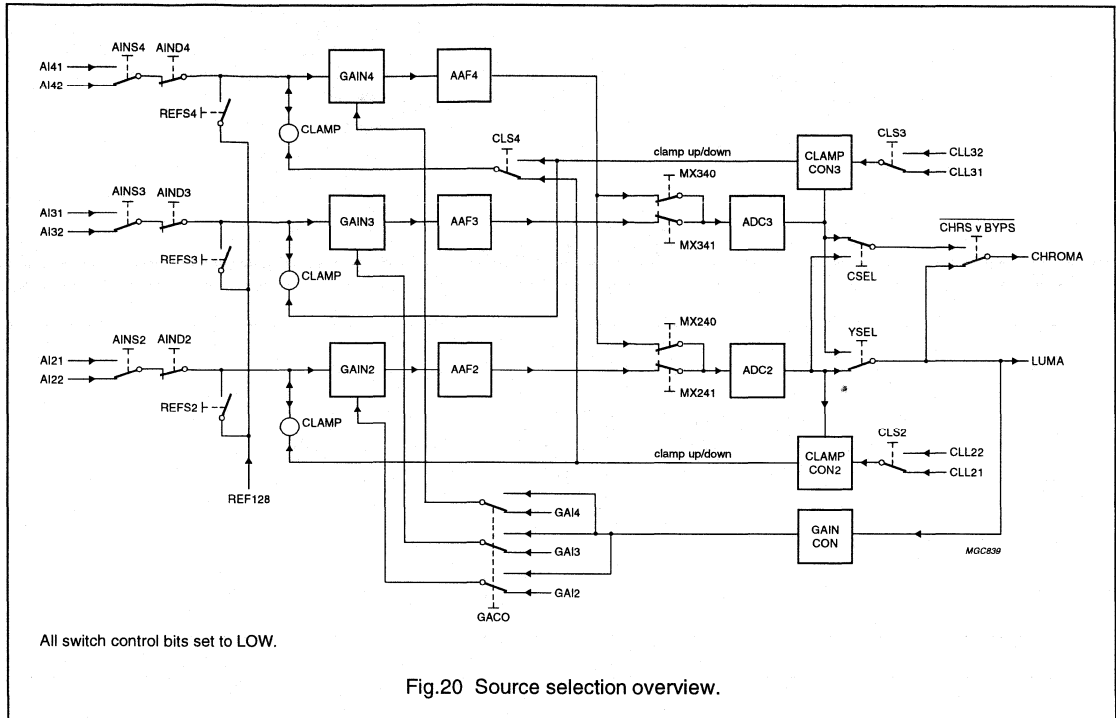 AINS4 AIND4
AI41
AI42
GAIN4
AAF4
REFS4
CLAMP
CLS4
clamp up/down
CLAMP CON3
CLS3
CLL32
CLL31
AINS3 AIND3
AI31
AI32
GAIN3
AAF3
MX340
MX341
ADC3
CHRS v BYPS
CHROMA
CSEL
REFS3
CLAMP
AINS2 AIND2
AI21
AI22
GAIN2
AAF2
MX240
MX241
ADC2
YSEL
LUMA
REFS2
CLAMP
clamp up/down
CLAMP CON2
CLS2
CLL22
CLL21
REF128
GAI4
GAI3
GAI2
GACO
GAIN CON
MGC839
All switch control bits set to LOW.
Fig.20 Source selection overview.